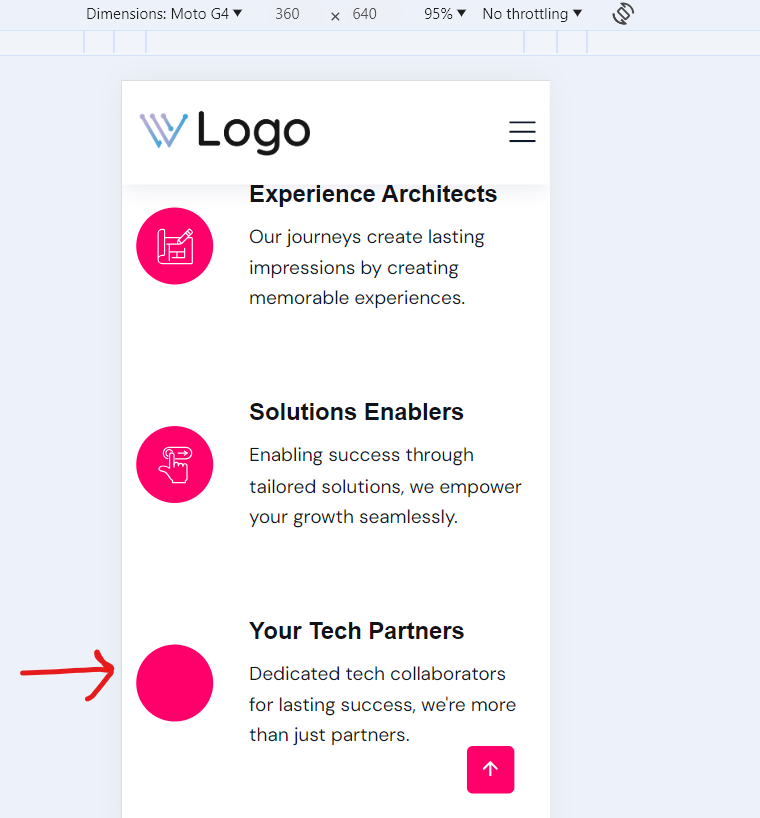 Dimensions: Moto G4 ▼ 360 × 640 95% ▼ No throttling ▼
Logo
Experience Architects
Our journeys create lasting
impressions by creating
memorable experiences.
Solutions Enablers
Enabling success through
tailored solutions, we empower
your growth seamlessly.
Your Tech Partners
Dedicated tech collaborators
for lasting success, we're more
than just partners.